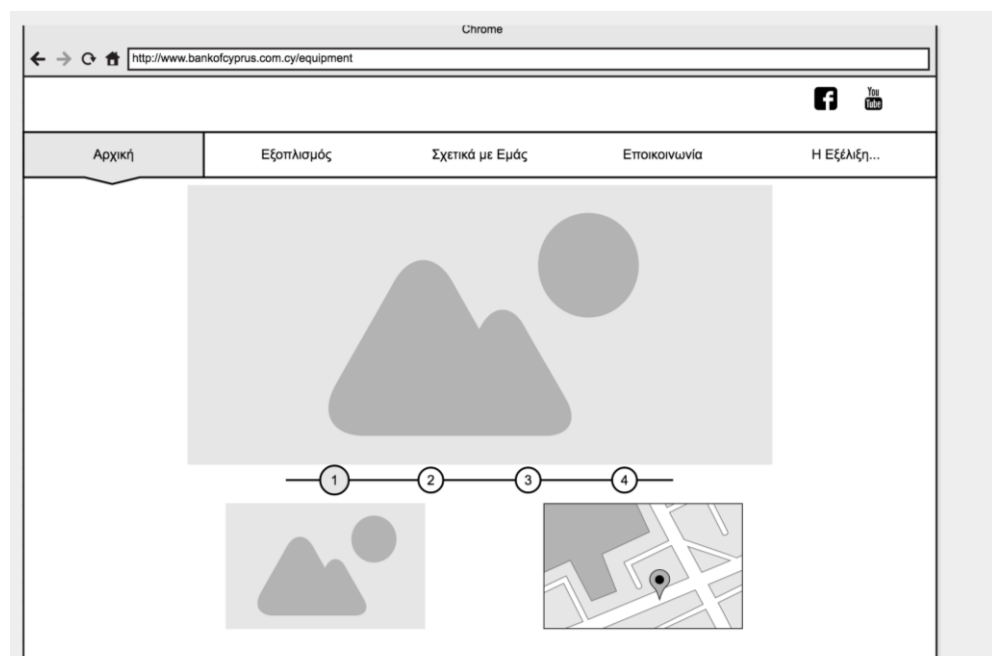 Chrome
http://www.bankofcyprus.com.cy/equipment
You
Tube
Αρχική Εξοπλισμός Σχετικά με Εμάς Εποικοινωνία Η Εξέλιξη...
1 2 3 4